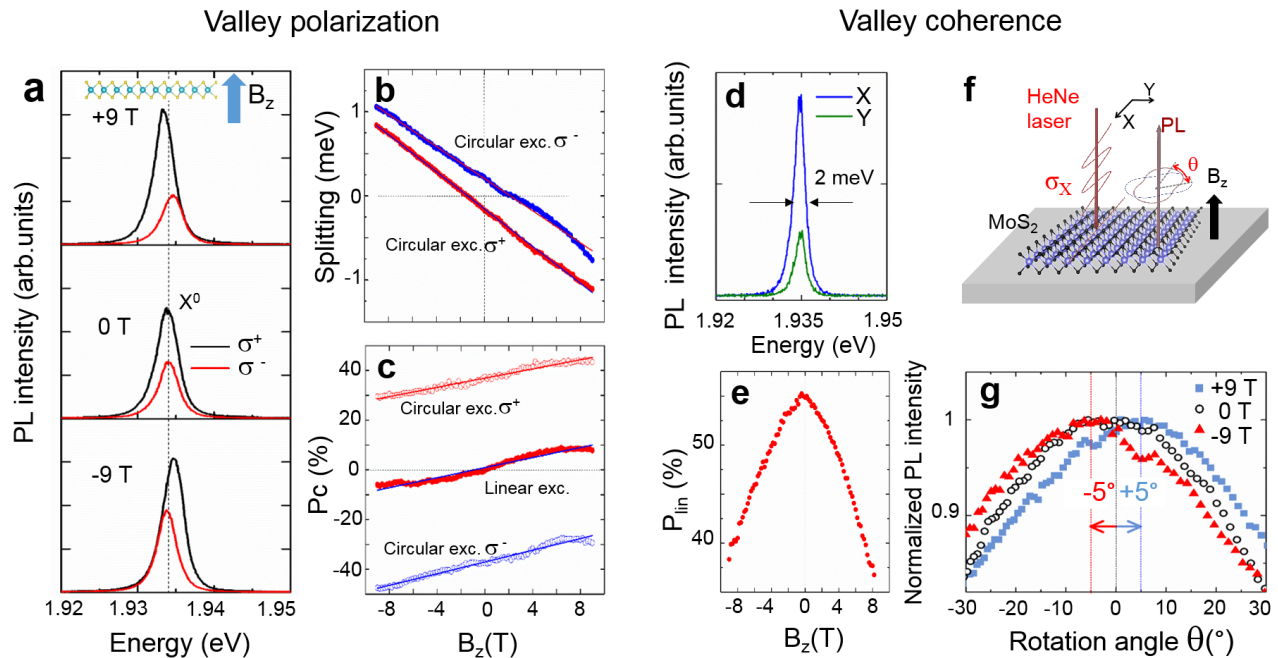 Valley polarization
Valley coherence
a
B_z
+9 T
0 T
X⁰
σ⁺
σ⁻
-9 T
PL intensity (arb.units)
1.92
1.93
1.94
1.95
Energy (eV)
b
1
0
-1
Splitting (meV)
Circular exc. σ⁻
Circular exc. σ⁺
c
40
20
0
-20
-40
Pc (%)
Circular exc. σ⁺
Linear exc.
Circular exc. σ⁻
-8
-4
0
4
8
B_z(T)
d
X
Y
2 meV
PL intensity (arb.units)
1.92
1.935
1.95
Energy (eV)
e
50
40
P_lin (%)
-8
-4
0
4
8
B_z(T)
f
HeNe
laser
Y
X
PL
θ
B_z
σ_X
MoS₂
g
+9 T
0 T
-9 T
-5°
+5°
1
0.9
Normalized PL intensity
-30
-20
-10
0
10
20
30
Rotation angle θ(°)